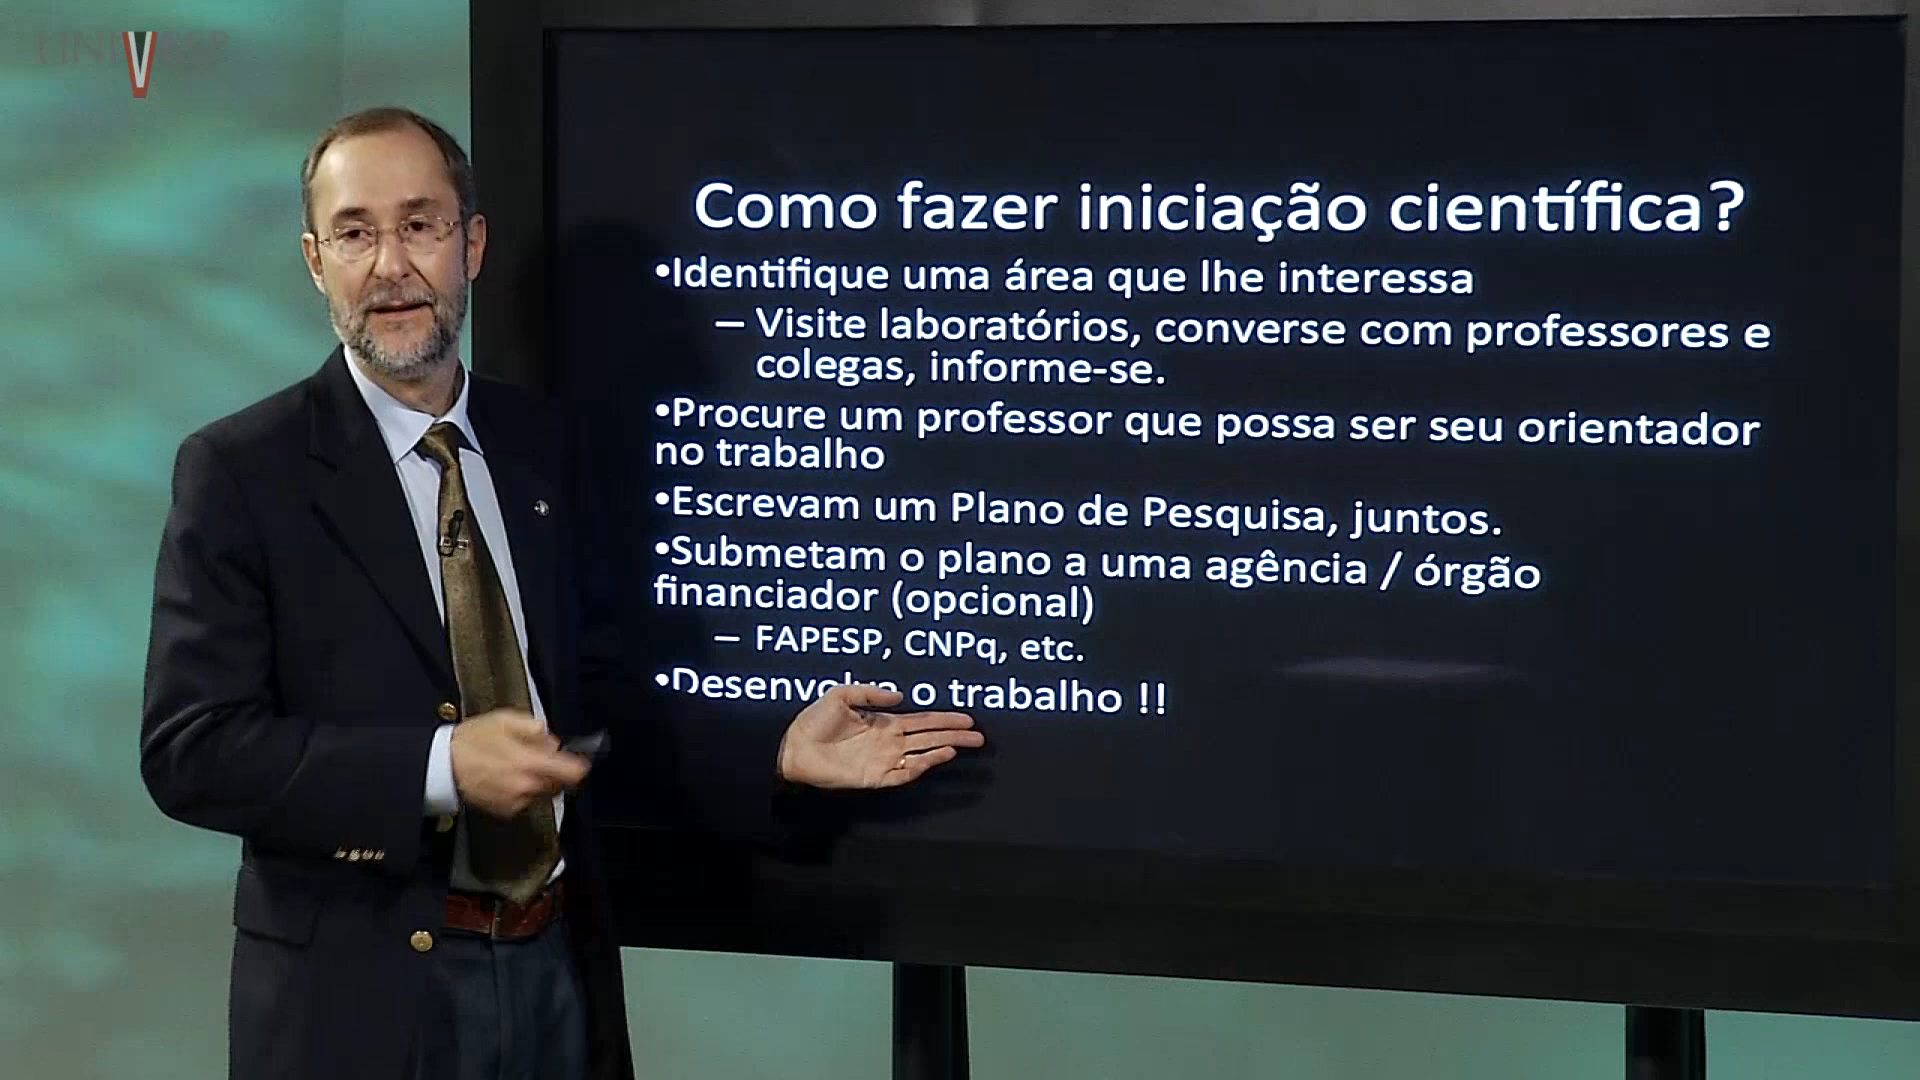 UNIVESP
Como fazer iniciação científica?
•Identifique uma área que lhe interessa
– Visite laboratórios, converse com professores e
colegas, informe-se.
•Procure um professor que possa ser seu orientador
no trabalho
•Escrevam um Plano de Pesquisa, juntos.
•Submetam o plano a uma agência / órgão
financiador (opcional)
– FAPESP, CNPq, etc.
•Desenvolva o trabalho !!